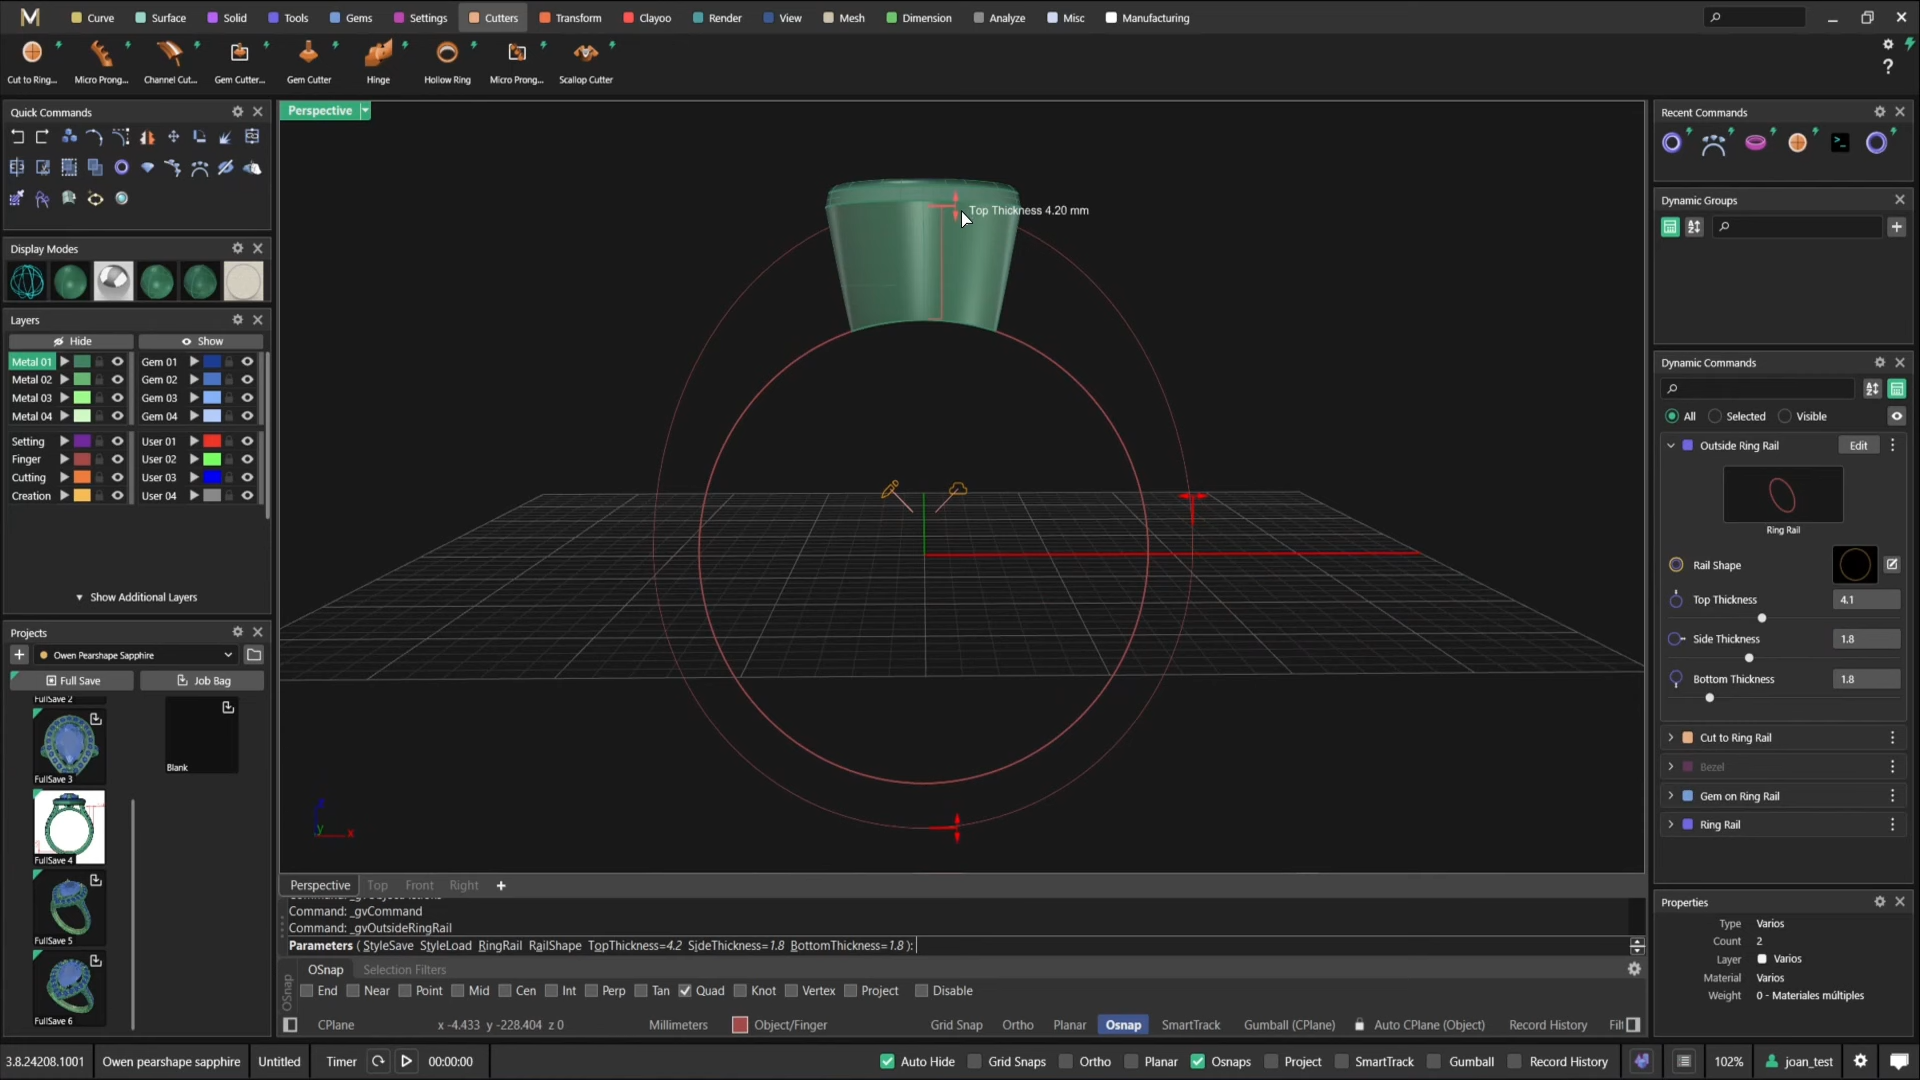 Curve Surface Solid Tools Gems Settings Cutters Transform Clayoo Render View Mesh Dimension Analyze Misc Manufacturing
Cut to Ring... Micro Prong... Channel Cut... Gem Cutter... Gem Cutter Hinge Hollow Ring Micro Prong... Scallop Cutter
Quick Commands
Display Modes
Layers
Hide Show
Metal 01 Gem 01
Metal 02 Gem 02
Metal 03 Gem 03
Metal 04 Gem 04
Setting User 01
Finger User 02
Cutting User 03
Creation User 04
Show Additional Layers
Projects
Owen Pearshape Sapphire
Full Save Job Bag
FullSave 2
FullSave 3
Blank
FullSave 4
FullSave 5
FullSave 6
Perspective
Top Thickness 4.20 mm
z
y x
Perspective Top Front Right
Command: _gvCommand
Command: _gvOutsideRingRail
Parameters ( StyleSave StyleLoad RingRail RailShape TopThickness=4.2 SideThickness=1.8 BottomThickness=1.8 ):
OSnap
OSnap Selection Filters
End Near Point Mid Cen Int Perp Tan Quad Knot Vertex Project Disable
CPlane x -4.433 y -228.404 z 0 Millimeters Object/Finger Grid Snap Ortho Planar Osnap SmartTrack Gumball (CPlane) Auto CPlane (Object) Record History Filt
Recent Commands
Dynamic Groups
Dynamic Commands
All Selected Visible
Outside Ring Rail Edit
Ring Rail
Rail Shape
Top Thickness 4.1
Side Thickness 1.8
Bottom Thickness 1.8
Cut to Ring Rail
Bezel
Gem on Ring Rail
Ring Rail
Properties
Type Varios
Count 2
Layer Varios
Material Varios
Weight 0 - Materiales múltiples
3.8.24208.1001 Owen pearshape sapphire Untitled Timer 00:00:00 Auto Hide Grid Snaps Ortho Planar Osnaps Project SmartTrack Gumball Record History 102% joan_test